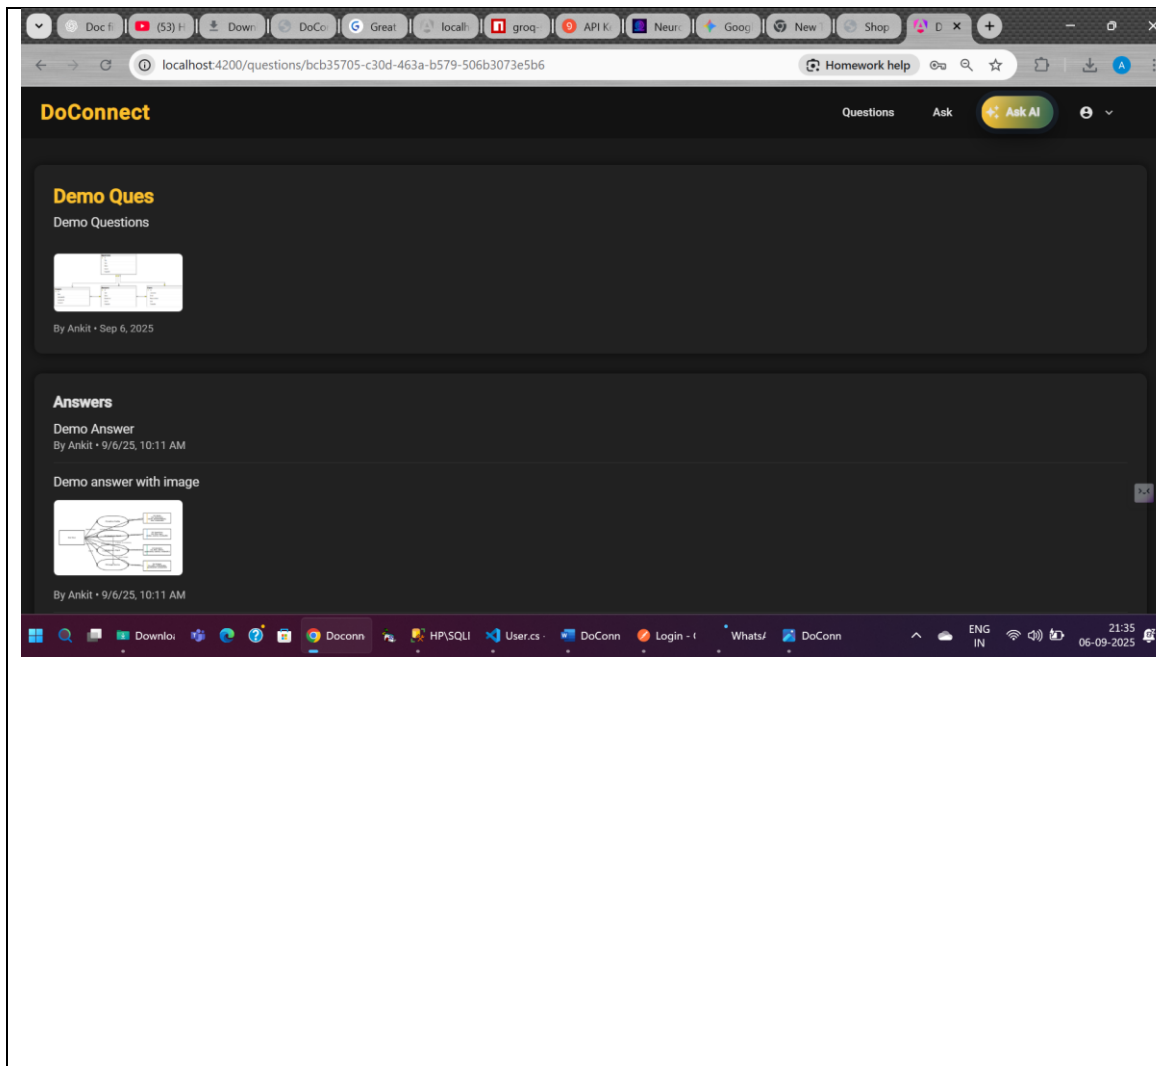 Doc fi
(53) H
Down
DoCo
Great
localh
groq-
API K
Neuro
Goog
New T
Shop
D
localhost:4200/questions/bcb35705-c30d-463a-b579-506b3073e5b6
Homework help
A
DoConnect
Questions
Ask
Ask AI
Demo Ques
Demo Questions
By Ankit • Sep 6, 2025
Answers
Demo Answer
By Ankit • 9/6/25, 10:11 AM
Demo answer with image
By Ankit • 9/6/25, 10:11 AM
Downloa
Doconn
HP\SQLI
User.cs -
DoConn
Login - (
WhatsA
DoConn
ENG
IN
21:35
06-09-2025